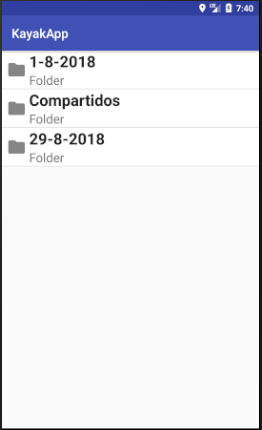 7:40
KayakApp
1-8-2018
Folder
Compartidos
Folder
29-8-2018
Folder